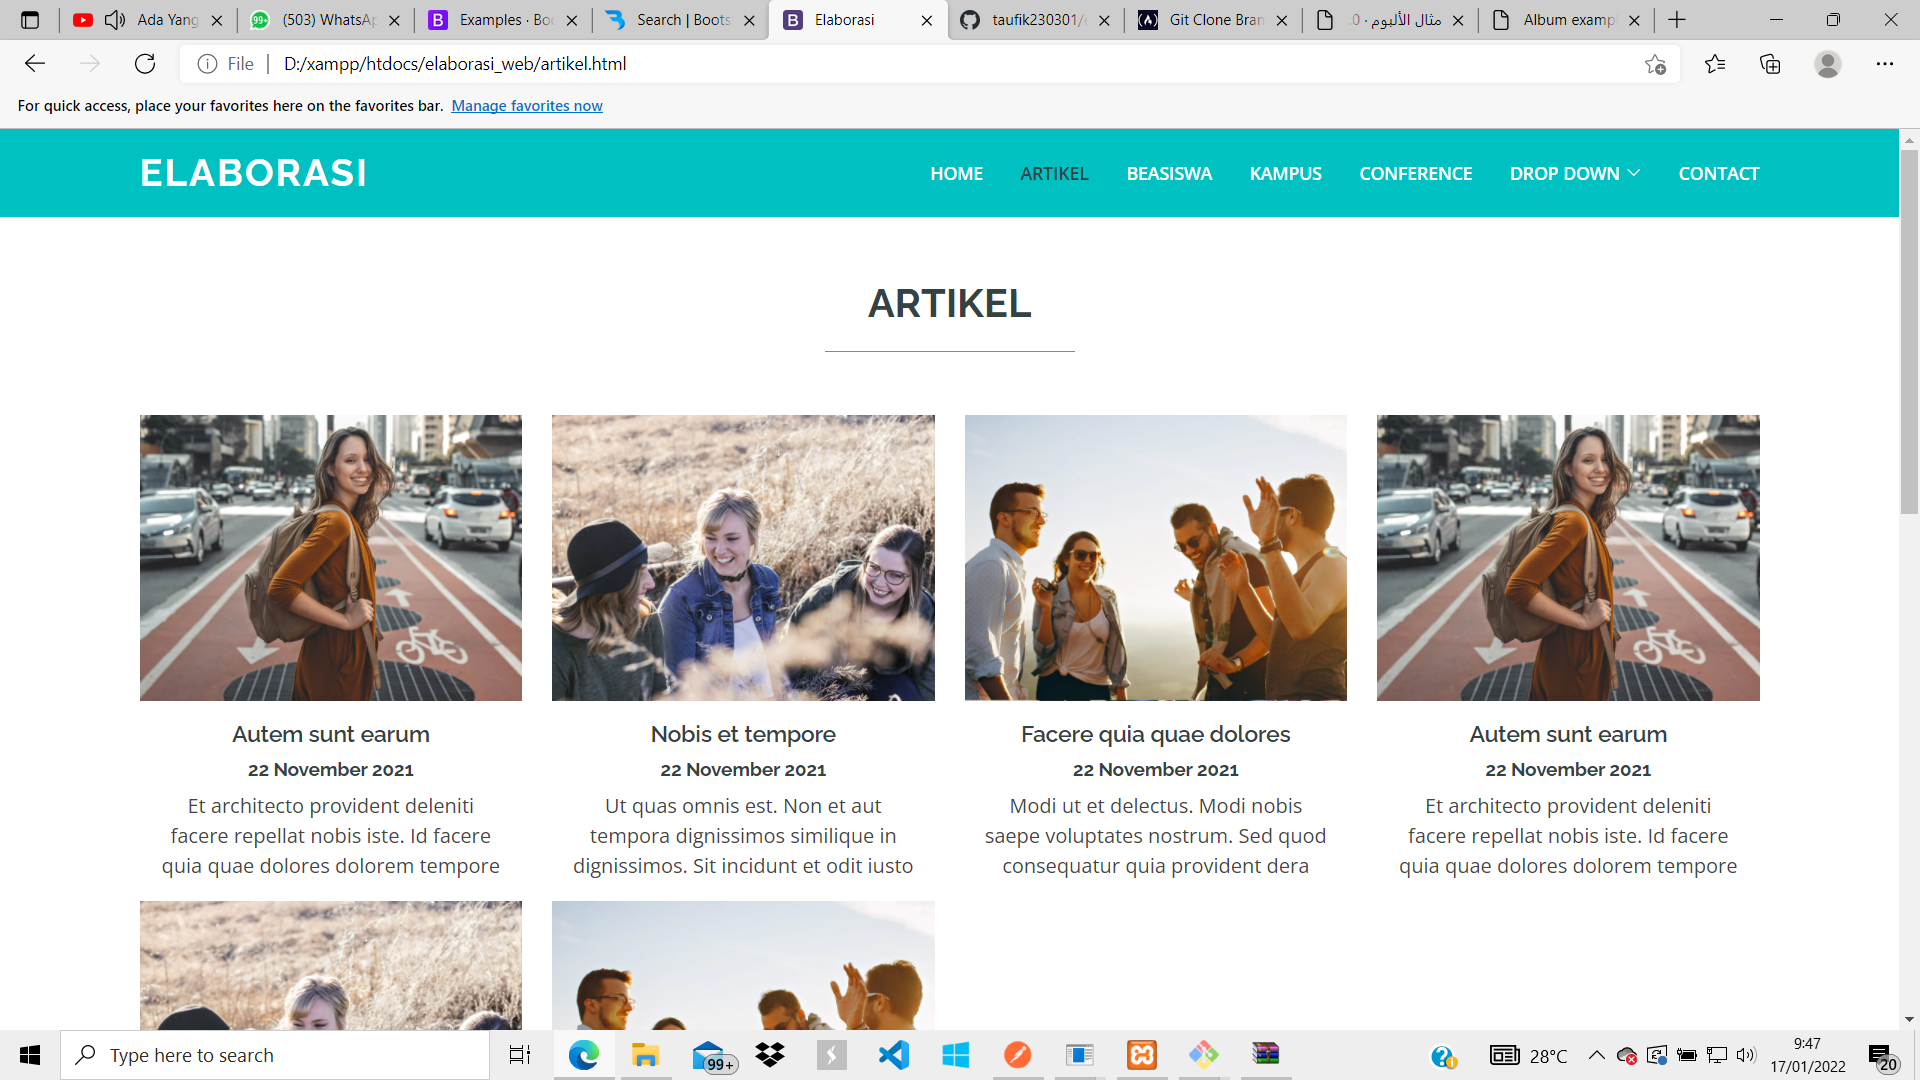 Ada Yang
(503) WhatsAp
Examples · Boo
Search | Boots
Elaborasi
taufik230301/e
Git Clone Bran
مثال الألبوم · 0.
Album exampl
File
D:/xampp/htdocs/elaborasi_web/artikel.html
For quick access, place your favorites here on the favorites bar. Manage favorites now
ELABORASI
HOME
ARTIKEL
BEASISWA
KAMPUS
CONFERENCE
DROP DOWN
CONTACT
ARTIKEL
Autem sunt earum
22 November 2021
Et architecto provident deleniti
facere repellat nobis iste. Id facere
quia quae dolores dolorem tempore
Nobis et tempore
22 November 2021
Ut quas omnis est. Non et aut
tempora dignissimos similique in
dignissimos. Sit incidunt et odit iusto
Facere quia quae dolores
22 November 2021
Modi ut et delectus. Modi nobis
saepe voluptates nostrum. Sed quod
consequatur quia provident dera
Autem sunt earum
22 November 2021
Et architecto provident deleniti
facere repellat nobis iste. Id facere
quia quae dolores dolorem tempore
Type here to search
99+
28°C
9:47
17/01/2022
20